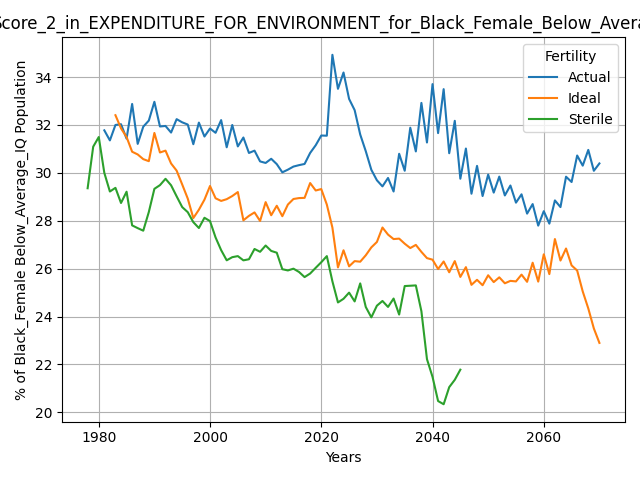 Score_2_in_EXPENDITURE_FOR_ENVIRONMENT_for_Black_Female_Below_Avera
Fertility
Actual
Ideal
Sterile
% of Black_Female Below_Average_IQ Population
34
32
30
28
26
24
22
20
1980
2000
2020
2040
2060
Years